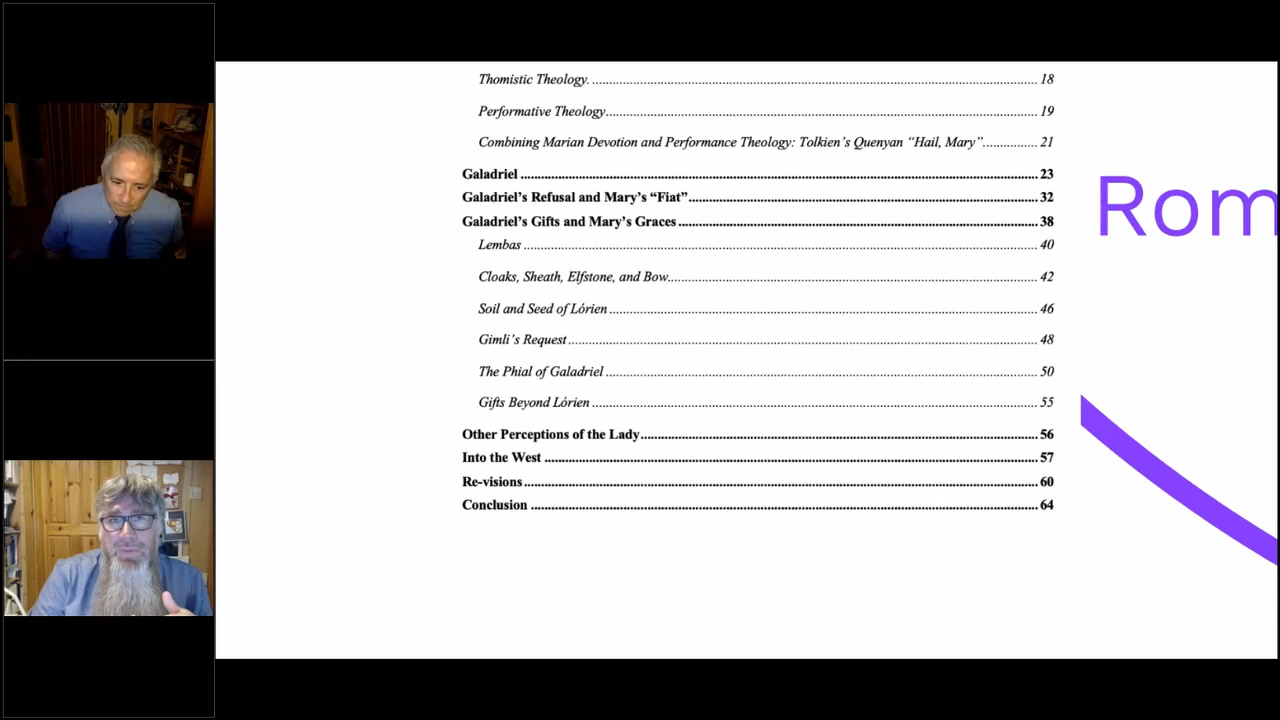 Thomistic Theology. 18
Performative Theology 19
Combining Marian Devotion and Performance Theology: Tolkien's Quenyan “Hail, Mary” 21
Galadriel 23
Galadriel’s Refusal and Mary’s “Fiat” 32
Galadriel’s Gifts and Mary’s Graces 38
Lembas 40
Cloaks, Sheath, Elfstone, and Bow 42
Soil and Seed of Lórien 46
Gimli’s Request 48
The Phial of Galadriel 50
Gifts Beyond Lórien 55
Other Perceptions of the Lady 56
Into the West 57
Re-visions 60
Conclusion 64
Rom